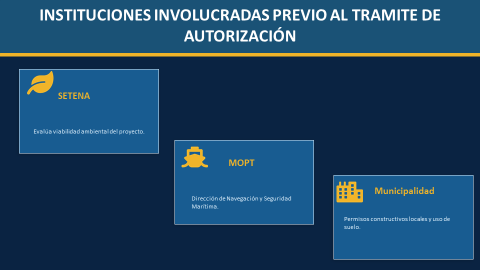 INSTITUCIONES INVOLUCRADAS PREVIO AL TRAMITE DE
AUTORIZACIÓN
SETENA
Evalúa viabilidad ambiental del proyecto.
MOPT
Dirección de Navegación y Seguridad
Marítima.
Municipalidad
Permisos constructivos locales y uso de
suelo.